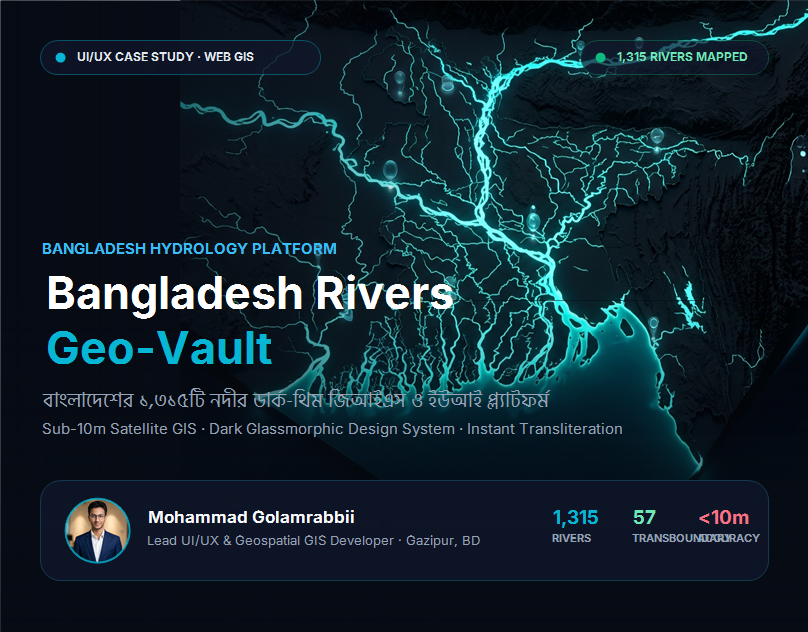 UI/UX CASE STUDY · WEB GIS
1,315 RIVERS MAPPED
BANGLADESH HYDROLOGY PLATFORM
Bangladesh Rivers
Geo-Vault
বাংলাদেশের ১,৩১৫টি নদীর ডার্ক-থিম জিআইএস ও ইউআই প্ল্যাটফর্ম
Sub-10m Satellite GIS · Dark Glassmorphic Design System · Instant Transliteration
Mohammad Golamrabbii
Lead UI/UX & Geospatial GIS Developer · Gazipur, BD
1,315 57 <10m
RIVERS TRANSBOUNDARY ACCURACY